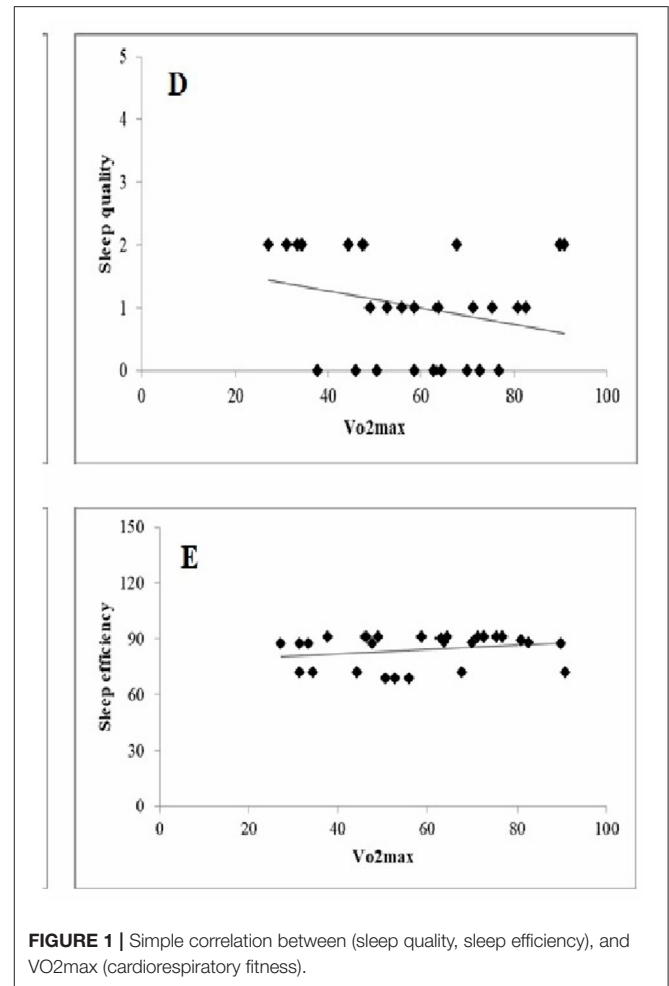 D
5
4
3
2
1
0
Sleep quality
0 20 40 60 80 100
Vo2max
E
150
120
90
60
30
0
Sleep efficiency
0 20 40 60 80 100
Vo2max
FIGURE 1 | Simple correlation between (sleep quality, sleep efficiency), and
VO2max (cardiorespiratory fitness).